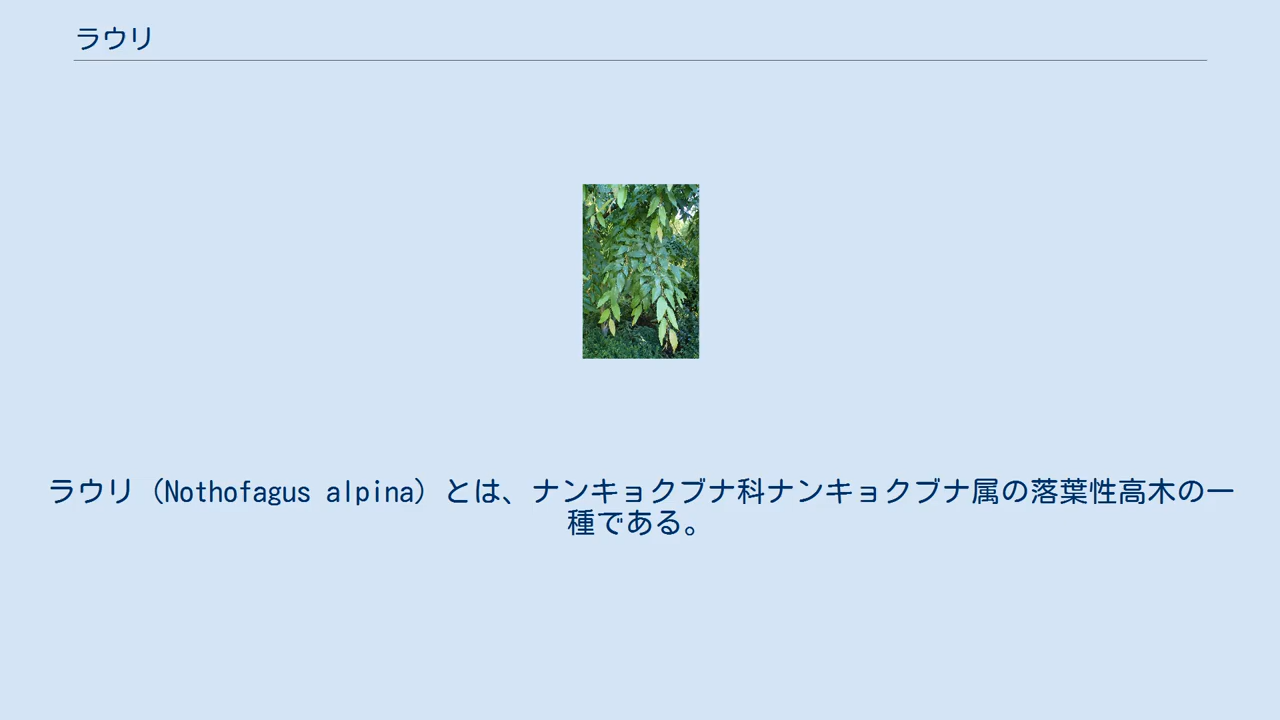 ラウリ
ラウリ（Nothofagus alpina）とは、ナンキョクブナ科ナンキョクブナ属の落葉性高木の一
種である。